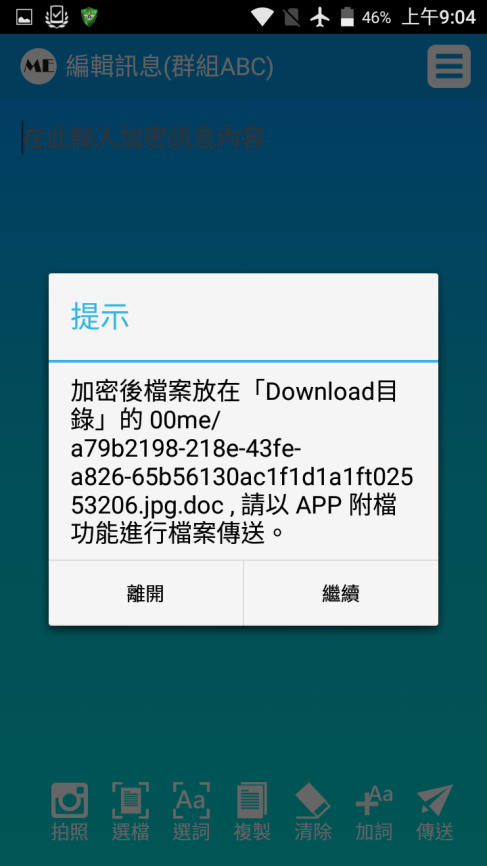 46% 上午9:04
ME 編輯訊息(群組ABC)
在此輸入加密訊息內容
提示
加密後檔案放在「Download目
錄」的 00me/
a79b2198-218e-43fe-
a826-65b56130ac1f1d1a1ft025
53206.jpg.doc , 請以 APP 附檔
功能進行檔案傳送。
離開 繼續
Aa Aa
拍照 選檔 選詞 複製 清除 加詞 傳送